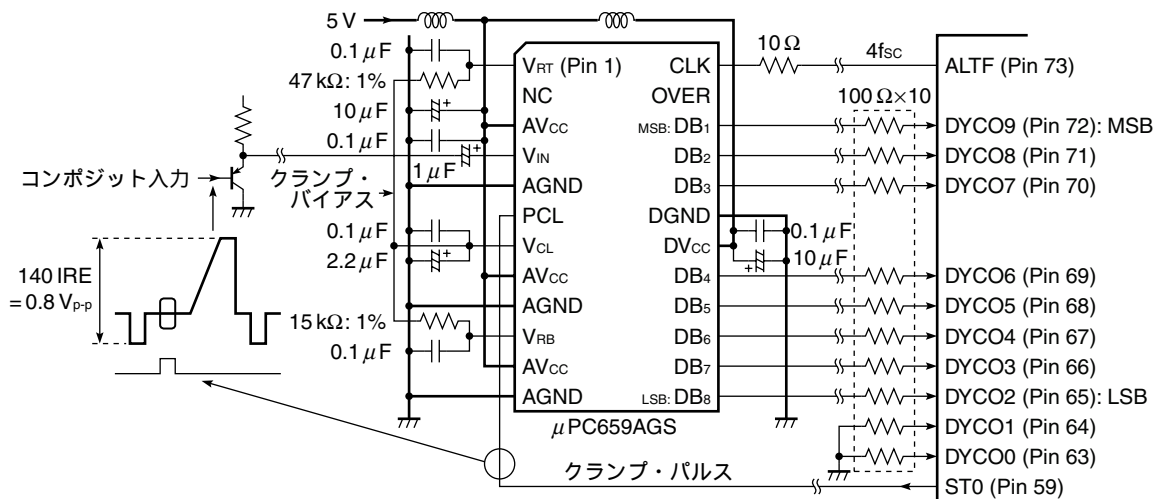 5 V
0.1 μF
47 kΩ: 1%
10 μF
0.1 μF
1 μF
コンポジット入力
クランプ・
バイアス
0.1 μF
2.2 μF
140 IRE
= 0.8 Vp-p
15 kΩ: 1%
0.1 μF
VRT (Pin 1)
NC
AVCC
VIN
AGND
PCL
VCL
AVCC
AGND
VRB
AVCC
AGND
CLK
OVER
MSB: DB1
DB2
DB3
DGND
DVCC
DB4
DB5
DB6
DB7
LSB: DB8
μPC659AGS
0.1 μF
10 μF
10 Ω
4fSC
100 Ω×10
ALTF (Pin 73)
DYCO9 (Pin 72): MSB
DYCO8 (Pin 71)
DYCO7 (Pin 70)
DYCO6 (Pin 69)
DYCO5 (Pin 68)
DYCO4 (Pin 67)
DYCO3 (Pin 66)
DYCO2 (Pin 65): LSB
DYCO1 (Pin 64)
DYCO0 (Pin 63)
ST0 (Pin 59)
クランプ・パルス